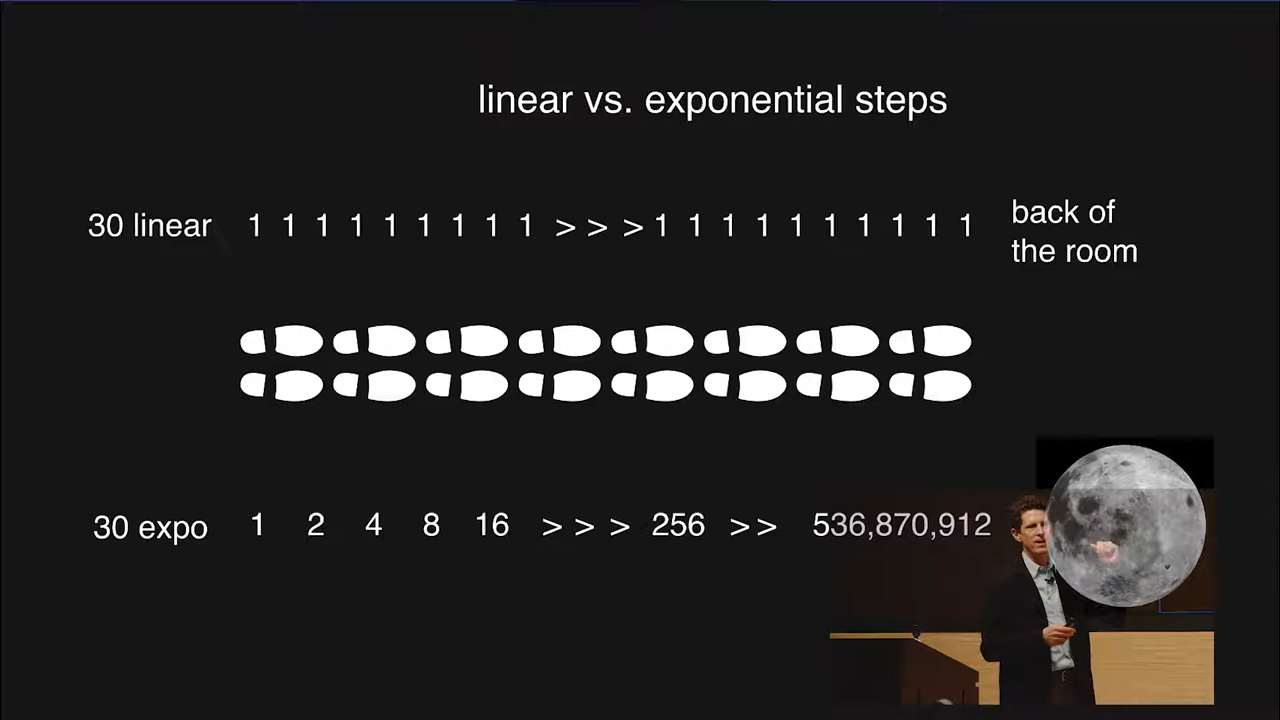 linear vs. exponential steps
30 linear 1 1 1 1 1 1 1 1 1 > > > 1 1 1 1 1 1 1 1 1 1 back of
the room
30 expo 1 2 4 8 16 > > > 256 > > 536,870,912